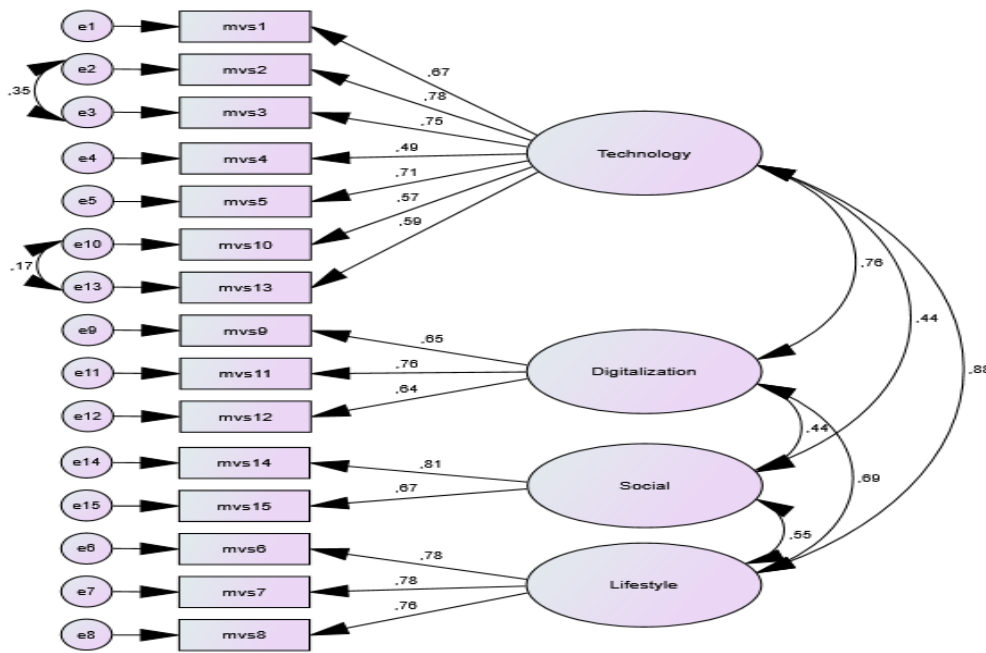 e1 mvs1
.67
e2 mvs2
.78
.35
e3 mvs3
.75
e4 mvs4
.49
Technology
e5 mvs5
.71
.57
e10 mvs10
.59
.17
e13 mvs13
.76
e9 mvs9
.65
.44
e11 mvs11
.76
Digitalization
.88
e12 mvs12
.64
.44
e14 mvs14
.81
.69
e15 mvs15
.67
Social
e6 mvs6
.78
.55
e7 mvs7
.78
Lifestyle
e8 mvs8
.76